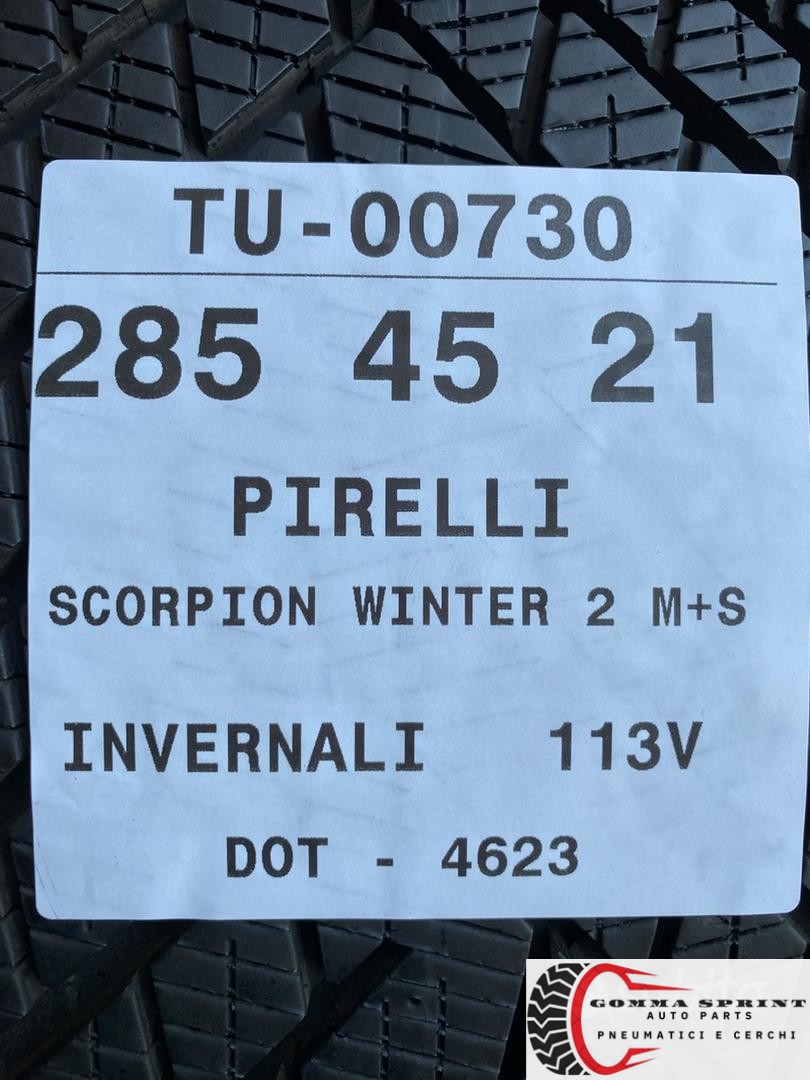 TU-00730
285 45 21
PIRELLI
SCORPION WINTER 2 M+S
INVERNALI 113V
DOT - 4623
GOMMA SPRINT
AUTO PARTS
PNEUMATICI E CERCHI